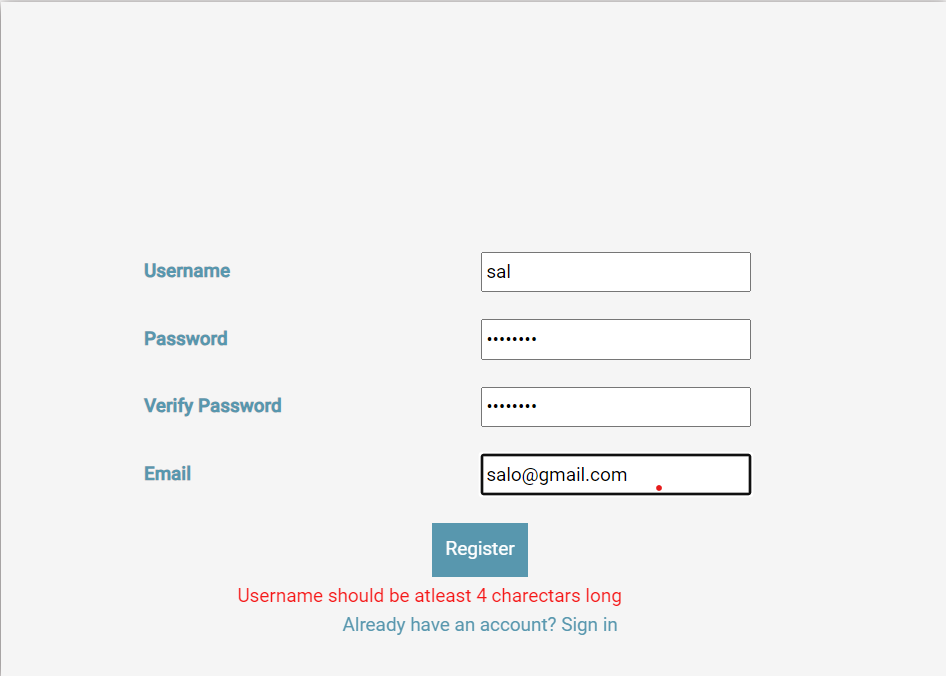 Username sal
Password ••••••••
Verify Password ••••••••
Email salo@gmail.com
Register
Username should be atleast 4 charectars long
Already have an account? Sign in